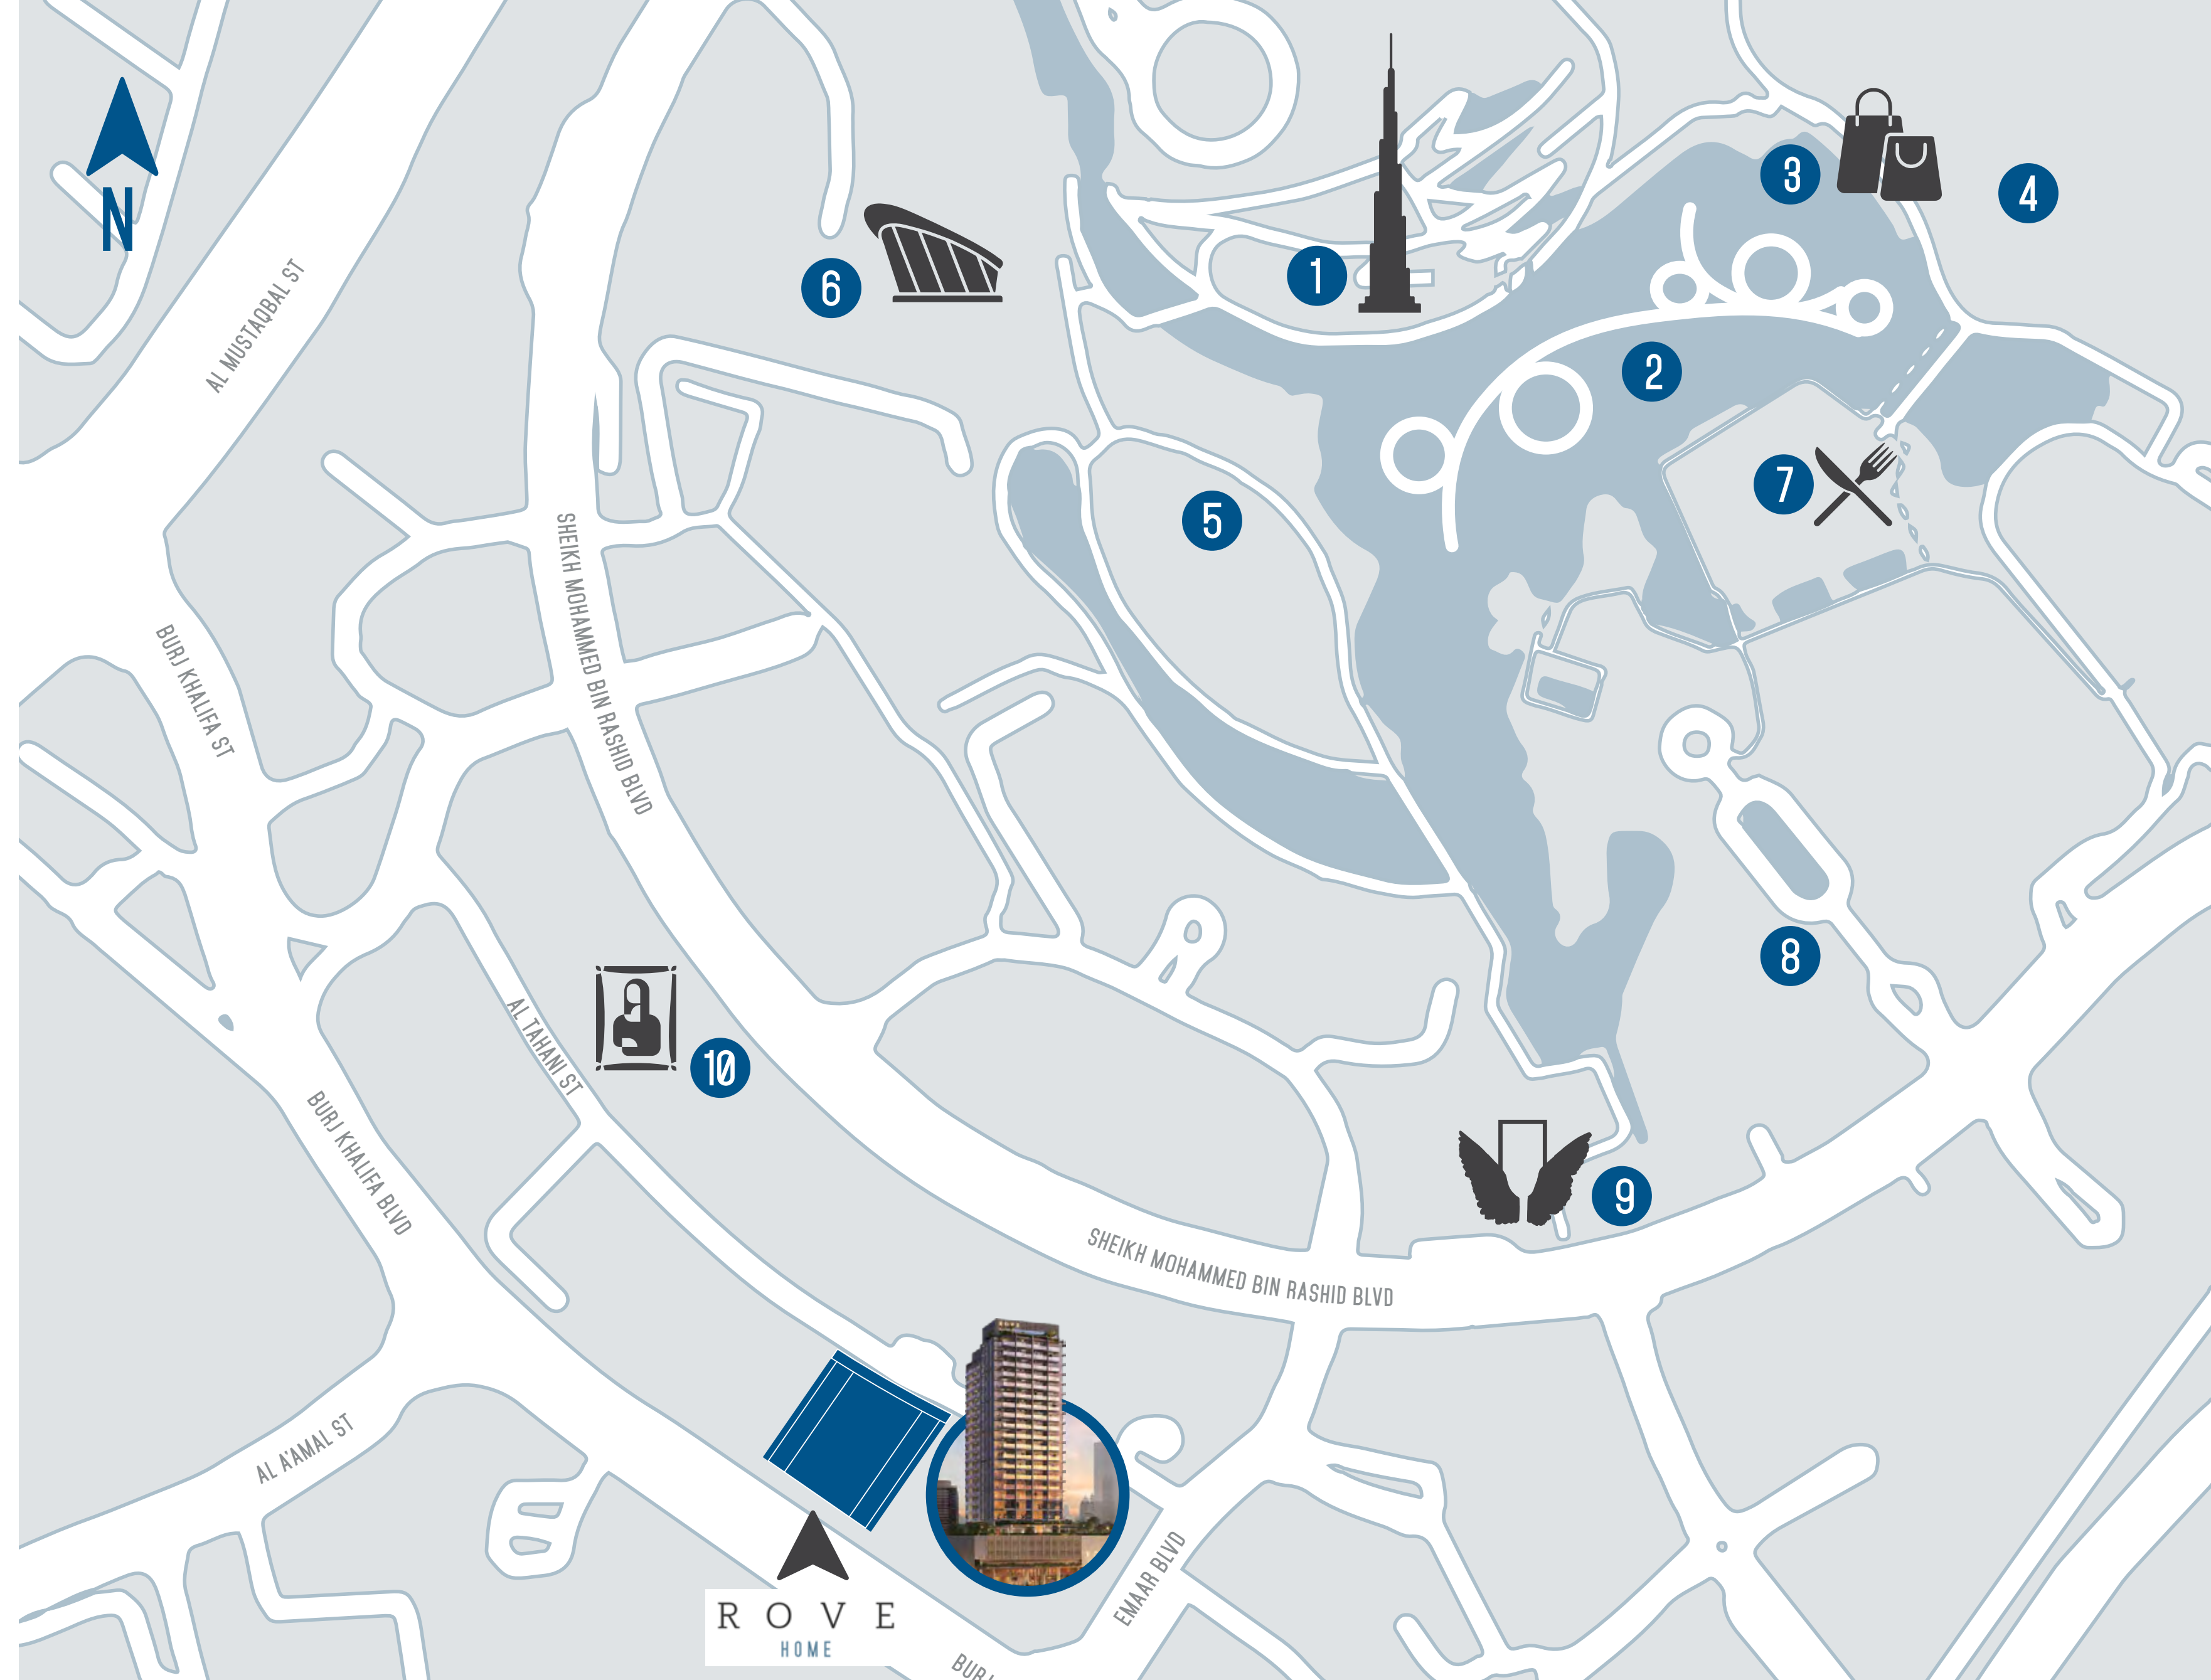 N
AL MUSTAQBAL ST
BURJ KHALIFA ST
SHEIKH MOHAMMED BIN RASHID BLVD
1
2
3
4
5
6
7
8
9
10
AL TAHANI ST
BURJ KHALIFA BLVD
SHEIKH MOHAMMED BIN RASHID BLVD
AL A'AMAL ST
EMAAR BLVD
ROVE
HOME
BURJ